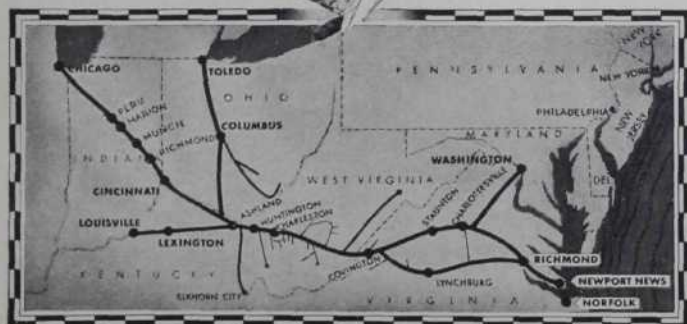 CHICAGO
TOLEDO
PENNSYLVANIA
NEW YORK
NEW YORK
OHIO
PERU
MARION
MUNCIE
RICHMOND
COLUMBUS
PHILADELPHIA
NEW JERSEY
MARYLAND
INDIANA
WASHINGTON
DEL
CINCINNATI
WEST VIRGINIA
ASHLAND
HUNTINGTON
CHARLESTON
STAUNTON
CHARLOTTESVILLE
LOUISVILLE
LEXINGTON
COVINGTON
RICHMOND
KENTUCKY
ELKHORN CITY
LYNCHBURG
NEWPORT NEWS
VIRGINIA
NORFOLK